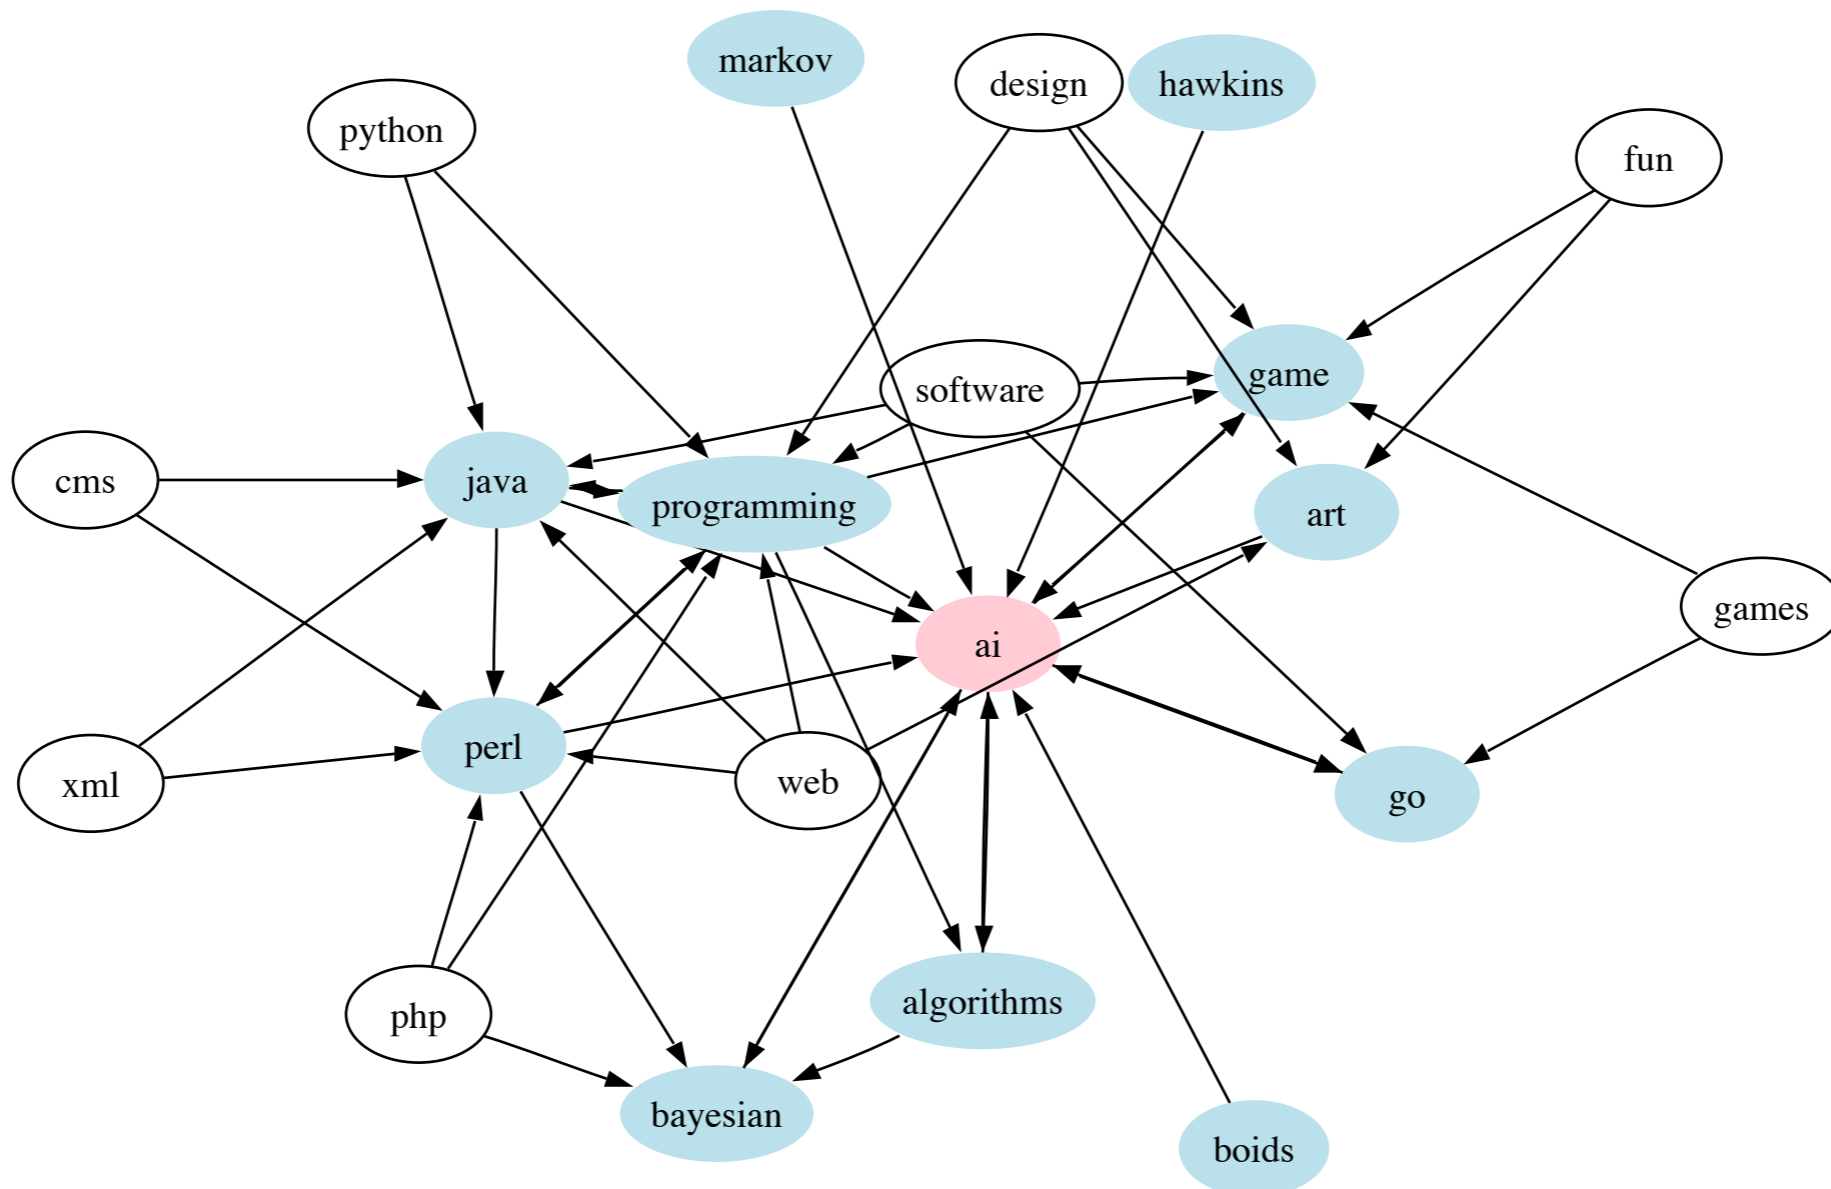 markov
design
hawkins
python
fun
game
software
cms
java
programming
art
games
ai
perl
xml
web
go
algorithms
php
bayesian
boids